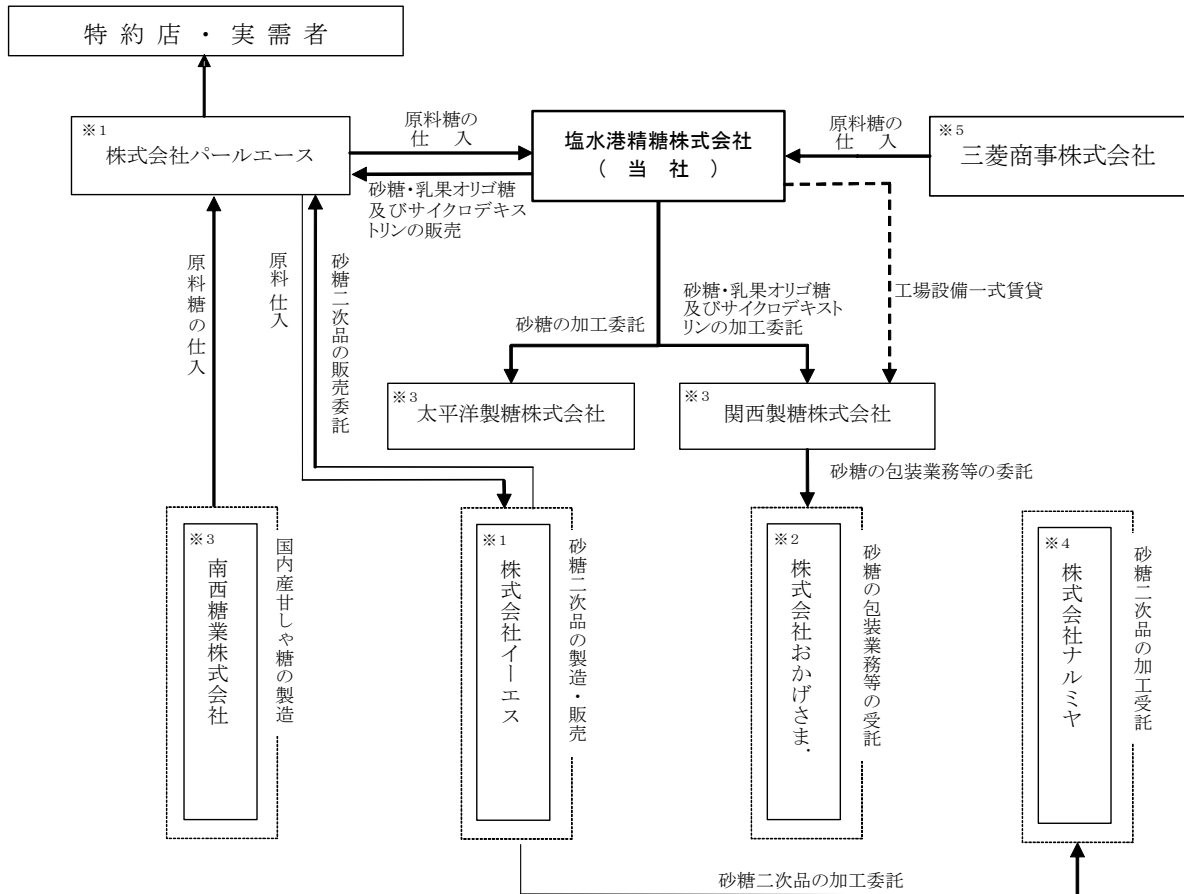 特約店・実需者
※1
株式会社パールエース
原料糖の
仕 入
塩水港精糖株式会社
( 当 社 )
原料糖の
仕 入
※5
三菱商事株式会社
砂糖・乳果オリゴ糖
及びサイクロデキス
トリンの販売
原料糖の仕入
原料仕入
砂糖二次品の販売委託
砂糖の加工委託
砂糖・乳果オリゴ糖
及びサイクロデキスト
リンの加工委託
工場設備一式賃貸
※3
太平洋製糖株式会社
※3
関西製糖株式会社
砂糖の包装業務等の委託
※3
南西糖業株式会社
国内産甘しゃ糖の製造
※1
株式会社イーエス
砂糖二次品の製造・販売
※2
株式会社おかげさま.
砂糖の包装業務等の受託
※4
株式会社ナルミヤ
砂糖二次品の加工受託
砂糖二次品の加工委託